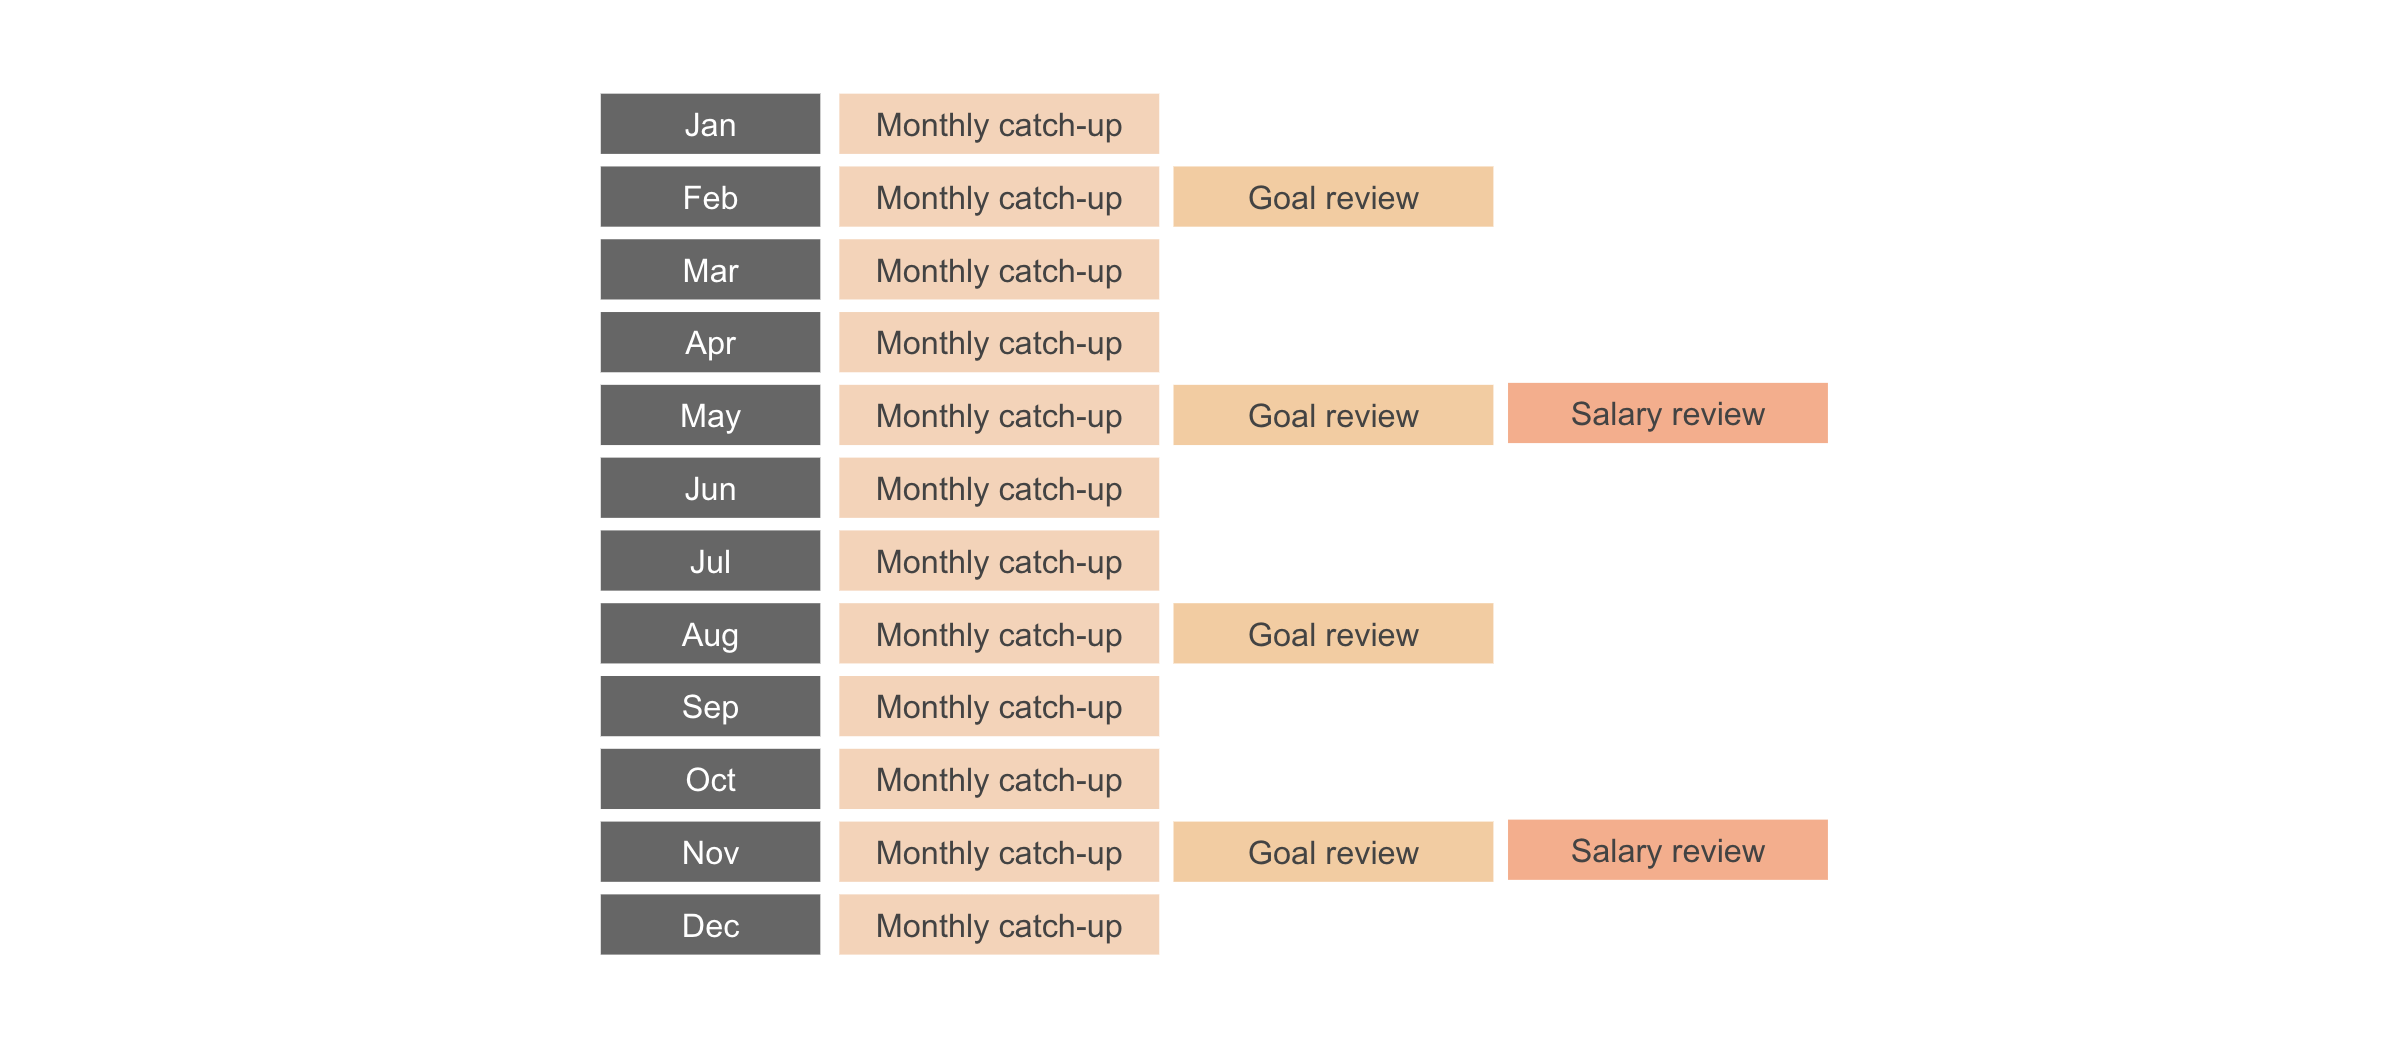 Jan Monthly catch-up
Feb Monthly catch-up Goal review
Mar Monthly catch-up
Apr Monthly catch-up
May Monthly catch-up Goal review Salary review
Jun Monthly catch-up
Jul Monthly catch-up
Aug Monthly catch-up Goal review
Sep Monthly catch-up
Oct Monthly catch-up
Nov Monthly catch-up Goal review Salary review
Dec Monthly catch-up